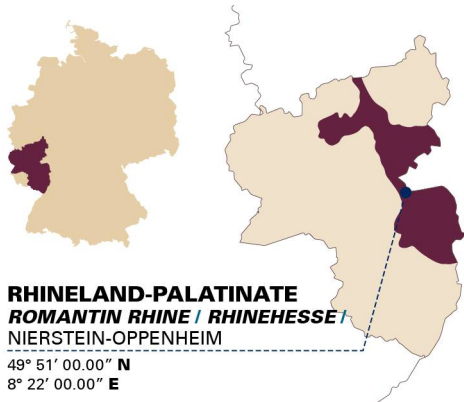 RHINELAND-PALATINATE
ROMANTIN RHINE / RHINEHESSE /
NIERSTEIN-OPPENHEIM
49° 51’ 00.00” N
8° 22’ 00.00” E